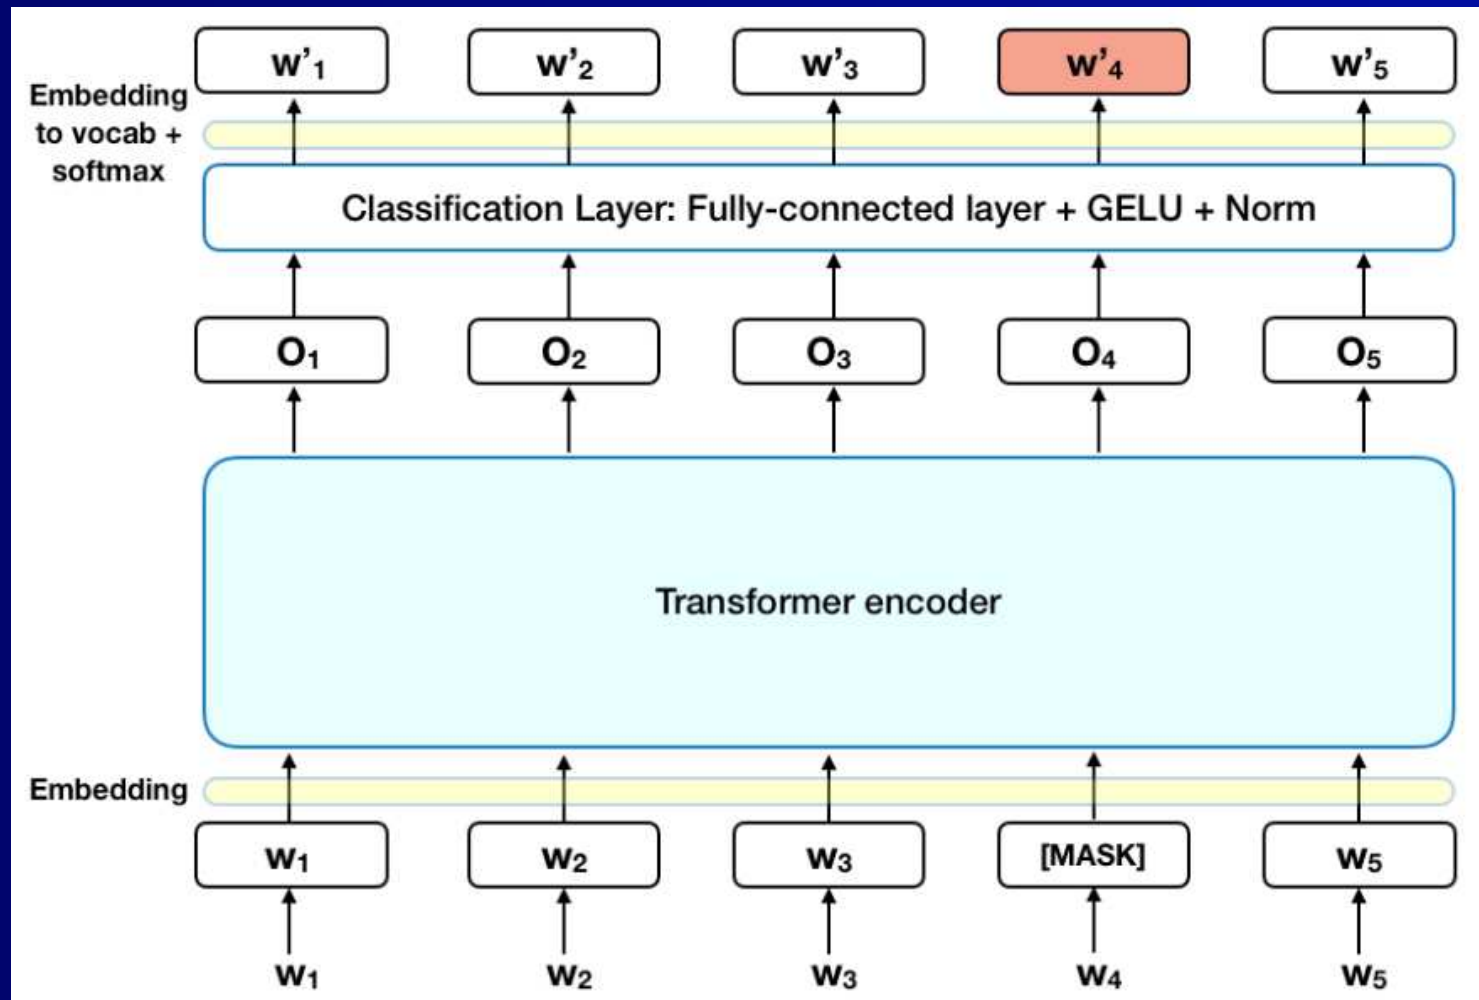 w’₁ w’₂ w’₃ w’₄ w’₅
Embedding
to vocab +
softmax
Classification Layer: Fully-connected layer + GELU + Norm
O₁ O₂ O₃ O₄ O₅
Transformer encoder
Embedding
w₁ w₂ w₃ [MASK] w₅
w₁ w₂ w₃ w₄ w₅